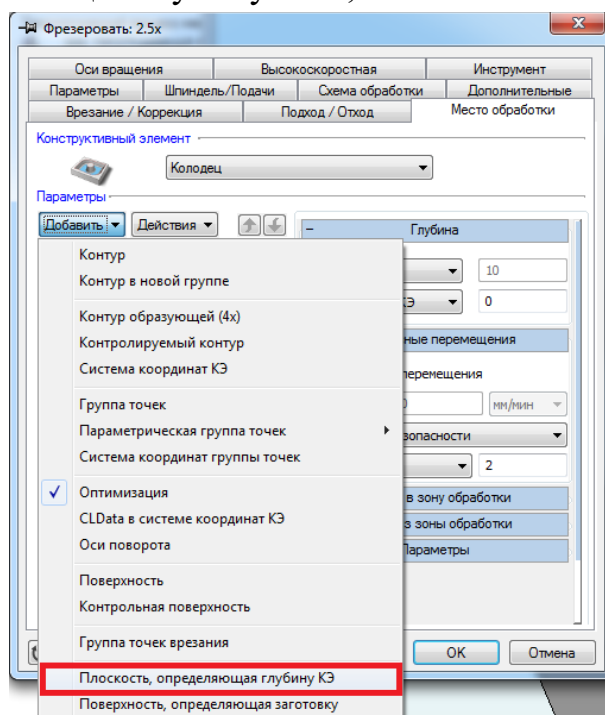 Фрезеровать: 2.5x
Оси вращения Высокоскоростная Инструмент
Параметры Шпиндель/Подачи Схема обработки Дополнительные
Врезание / Коррекция Подход / Отход Место обработки
Конструктивный элемент
Колодец
Параметры
Добавить Действия
– Глубина
Контур
10
Контур в новой группе
КЭ 0
Контур образующей (4x)
Контролируемый контур
перемещения
Система координат КЭ
перемещения
Группа точек
мм/мин
Параметрическая группа точек
Система координат группы точек
2
Оптимизация
в зону обработки
CLData в системе координат КЭ
из зоны обработки
Оси поворота
Параметры
Поверхность
Контрольная поверхность
Группа точек врезания
OK Отмена
Плоскость, определяющая глубину КЭ
Поверхность, определяющая заготовку